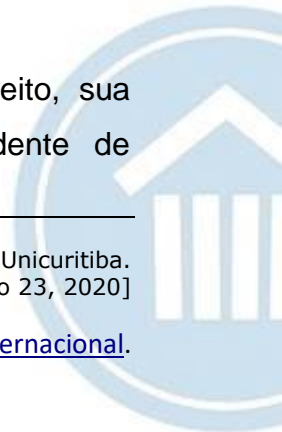 eito, sua
dente de
Unicuritiba.
o 23, 2020]
ernacional.